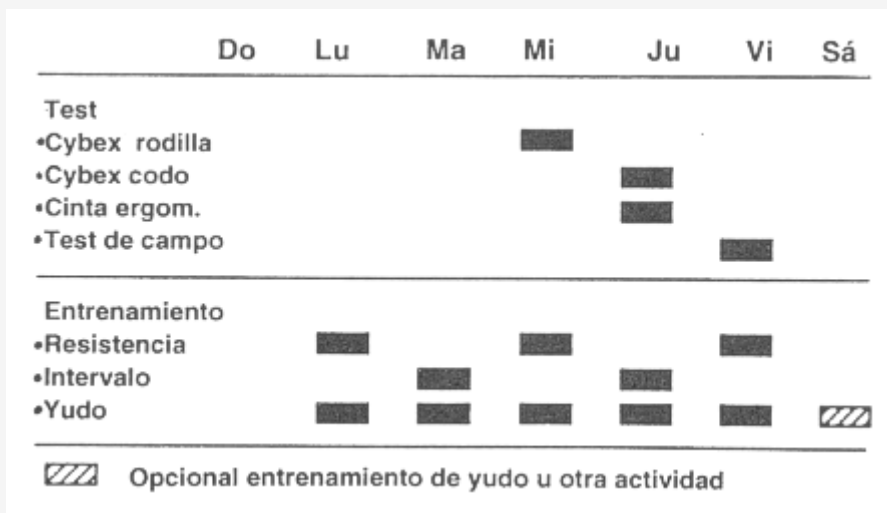 Do Lu Ma Mi Ju Vi Sá
Test
•Cybex rodilla
•Cybex codo
•Cinta ergom.
•Test de campo
Entrenamiento
•Resistencia
•Intervalo
•Yudo
Opcional entrenamiento de yudo u otra actividad